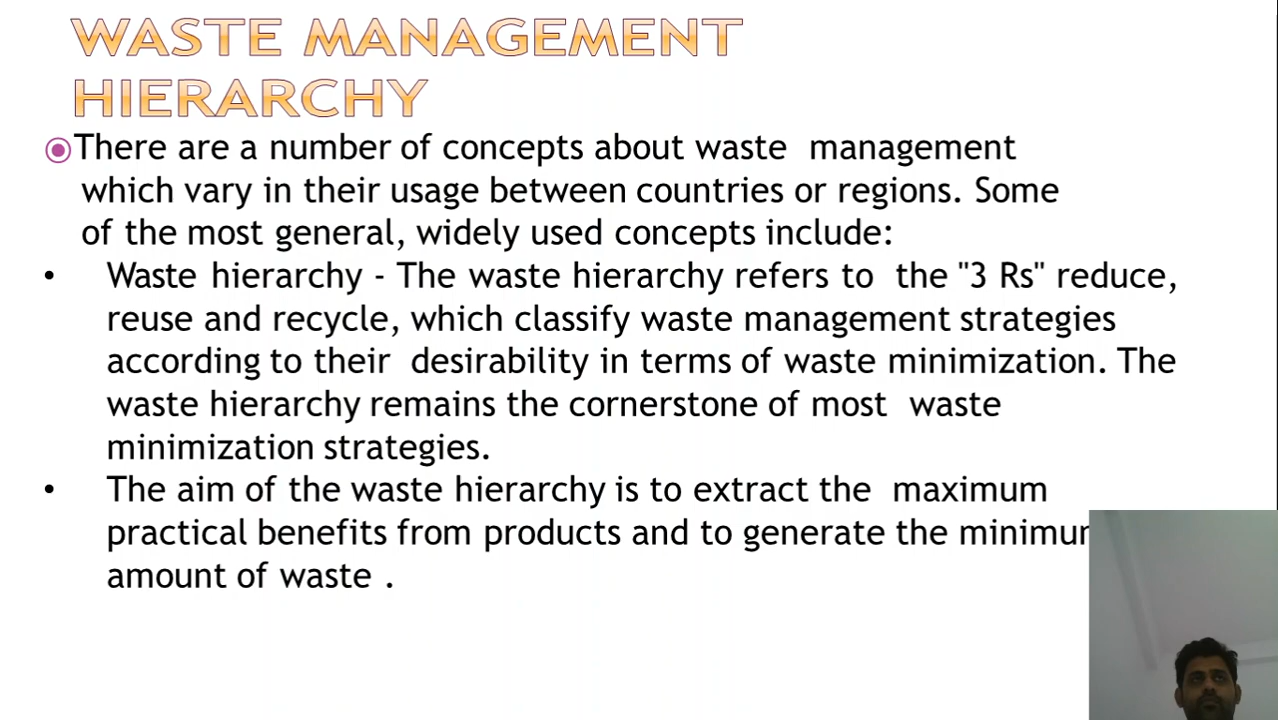 WASTE MANAGEMENT
HIERARCHY
There are a number of concepts about waste management
which vary in their usage between countries or regions. Some
of the most general, widely used concepts include:
• Waste hierarchy - The waste hierarchy refers to the "3 Rs" reduce,
reuse and recycle, which classify waste management strategies
according to their desirability in terms of waste minimization. The
waste hierarchy remains the cornerstone of most waste
minimization strategies.
• The aim of the waste hierarchy is to extract the maximum
practical benefits from products and to generate the
amount of waste .